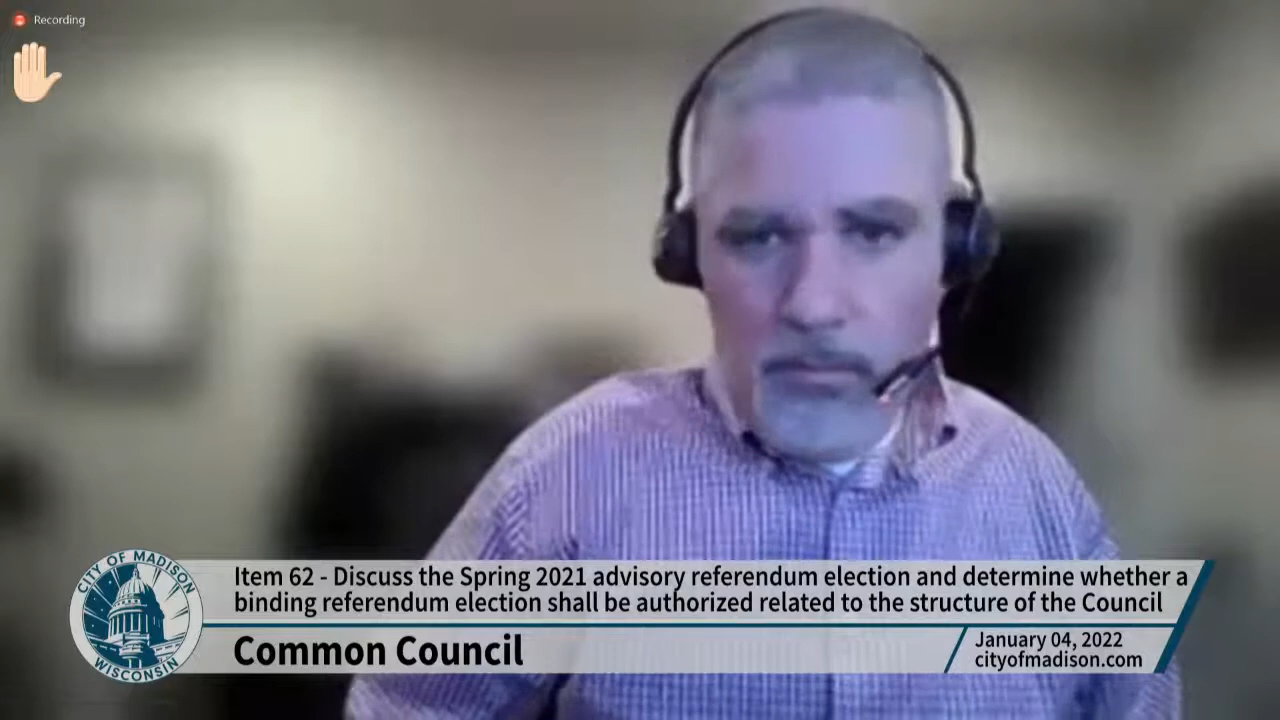 Recording
Item 62 - Discuss the Spring 2021 advisory referendum election and determine whether a
binding referendum election shall be authorized related to the structure of the Council
Common Council
January 04, 2022
cityofmadison.com
CITY OF MADISON
WISCONSIN